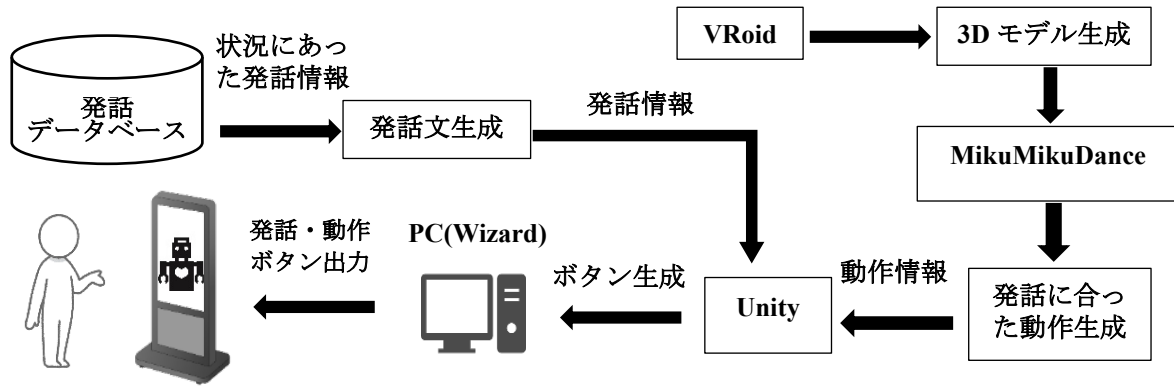 状況にあっ
た発話情報
発話
データベース
発話文生成
発話情報
VRoid
3D モデル生成
MikuMikuDance
発話に合っ
た動作生成
動作情報
Unity
ボタン生成
PC(Wizard)
発話・動作
ボタン出力